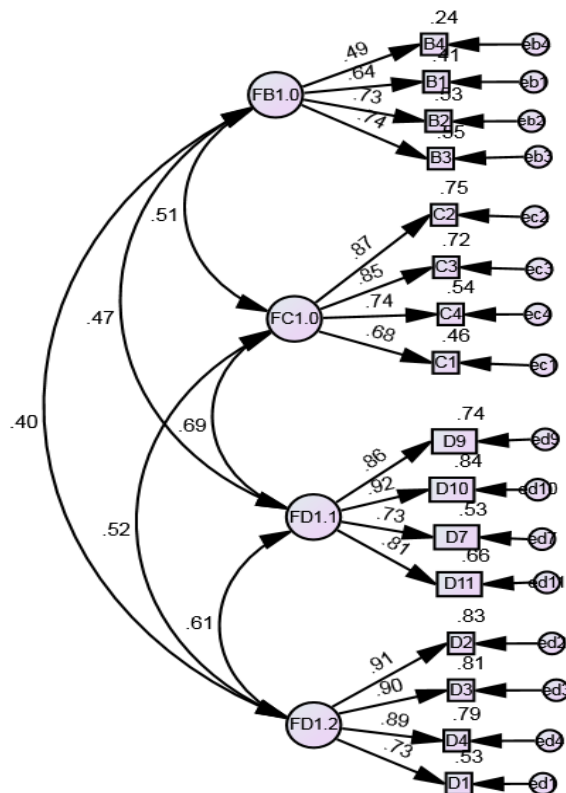 .24
.49 B4 eb4
.41
.64 B1 eb1
.53
FB1.0 .73 B2 eb2
.55
.74 B3 eb3
.51
.75
.87 C2 ec2
.72
.85 C3 ec3
.54
FC1.0 .74 C4 ec4
.46
.68 C1 ec1
.47
.40
.69
.74
.86 D9 ed9
.84
.92 D10 ed10
.53
FD1.1 .73 D7 ed7
.66
.81 D11 ed11
.52
.61
.83
.91 D2 ed2
.81
.90 D3 ed3
.79
FD1.2 .89 D4 ed4
.53
.73 D1 ed1